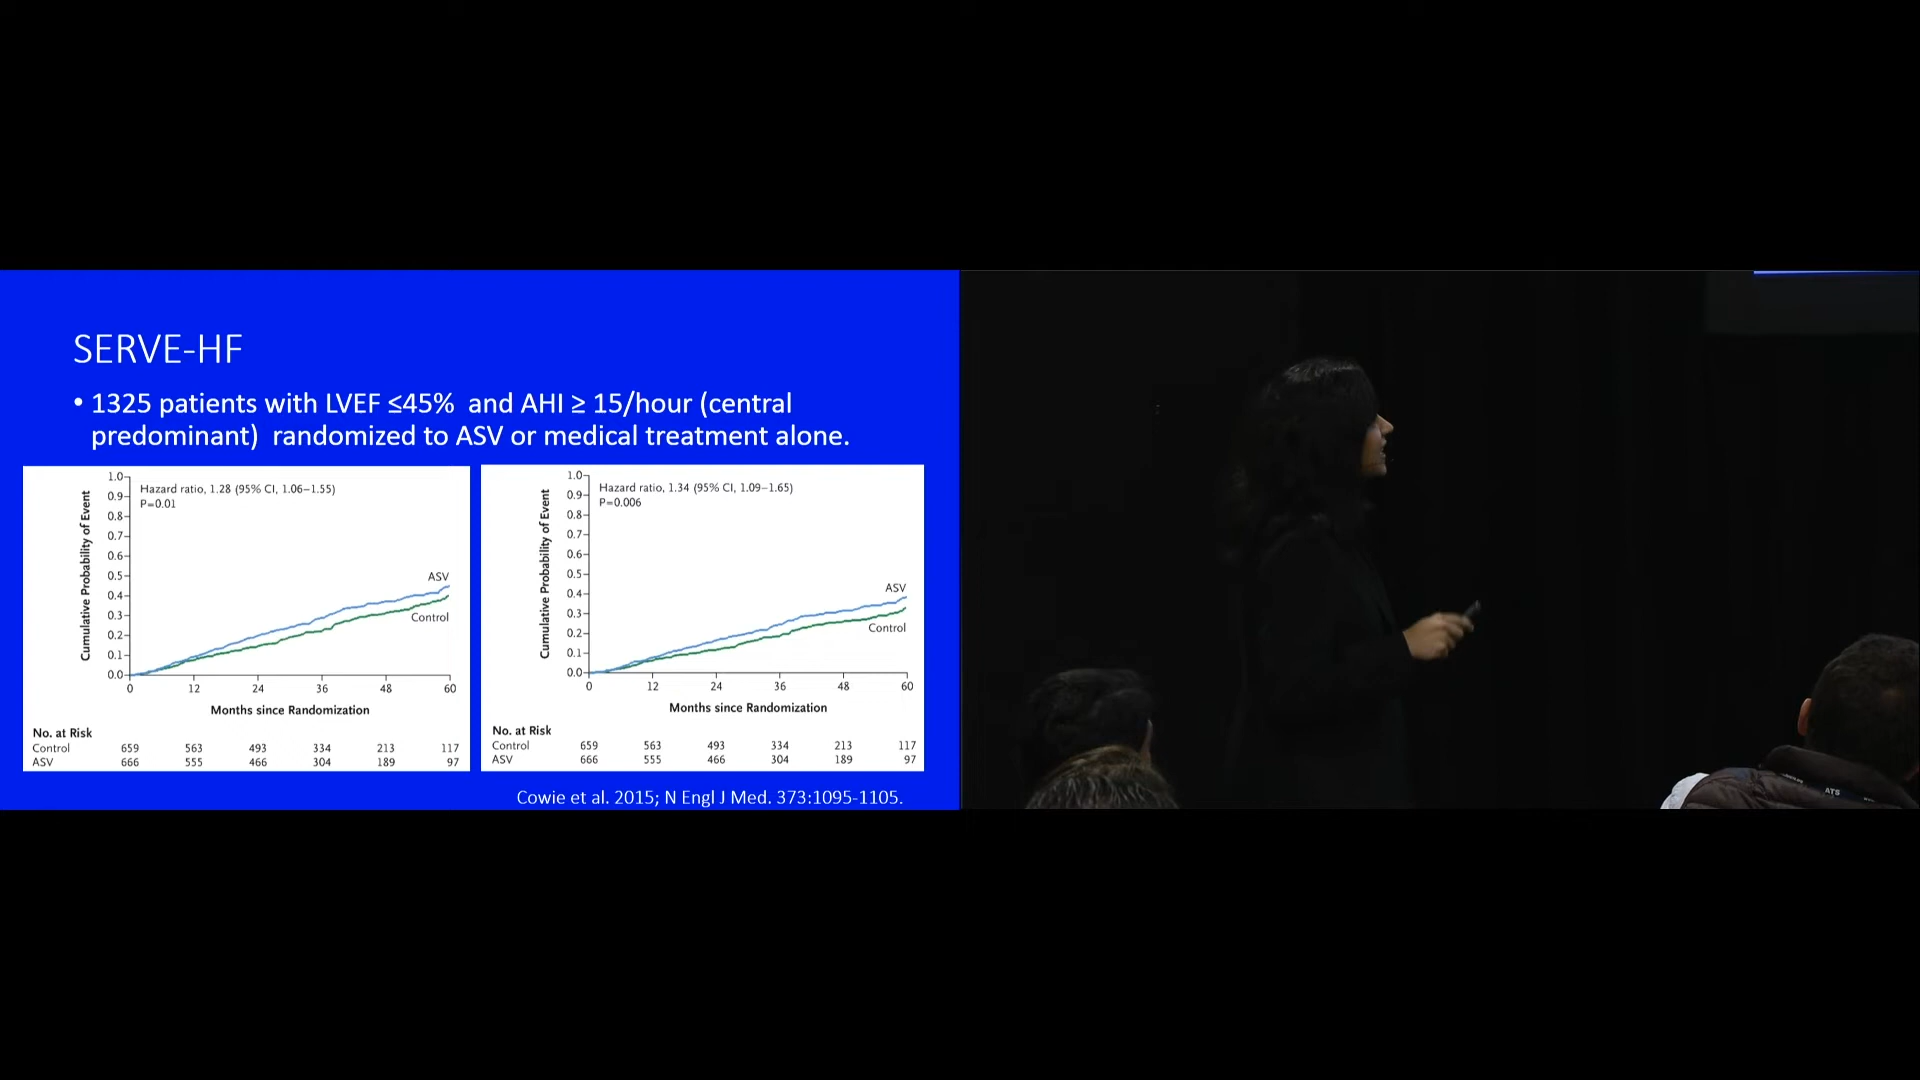 SERVE-HF
• 1325 patients with LVEF ≤45%  and AHI ≥ 15/hour (central
predominant)  randomized to ASV or medical treatment alone.
Cumulative Probability of Event
1.0
0.9
0.8
0.7
0.6
0.5
0.4
0.3
0.2
0.1
0.0
Hazard ratio, 1.28 (95% CI, 1.06–1.55)
P=0.01
ASV
Control
0 12 24 36 48 60
Months since Randomization
No. at Risk
Control 659 563 493 334 213 117
ASV 666 555 466 304 189 97
Cumulative Probability of Event
1.0
0.9
0.8
0.7
0.6
0.5
0.4
0.3
0.2
0.1
0.0
Hazard ratio, 1.34 (95% CI, 1.09–1.65)
P=0.006
ASV
Control
0 12 24 36 48 60
Months since Randomization
No. at Risk
Control 659 563 493 334 213 117
ASV 666 555 466 304 189 97
Cowie et al. 2015; N Engl J Med. 373:1095-1105.
ATS